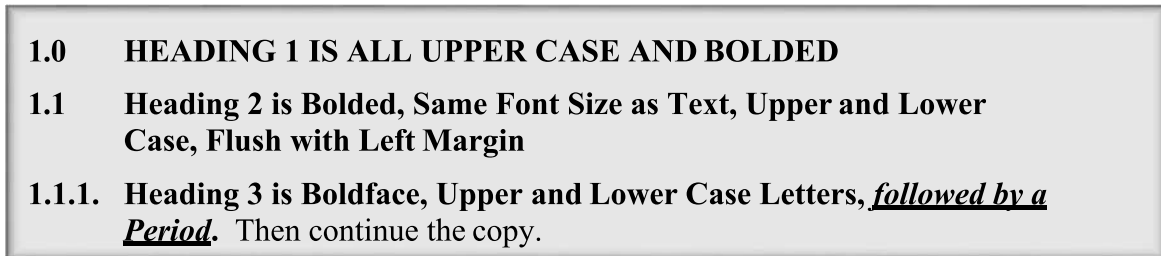 1.0 HEADING 1 IS ALL UPPER CASE AND BOLDED
1.1 Heading 2 is Bolded, Same Font Size as Text, Upper and Lower
Case, Flush with Left Margin
1.1.1. Heading 3 is Boldface, Upper and Lower Case Letters, followed by a
Period. Then continue the copy.